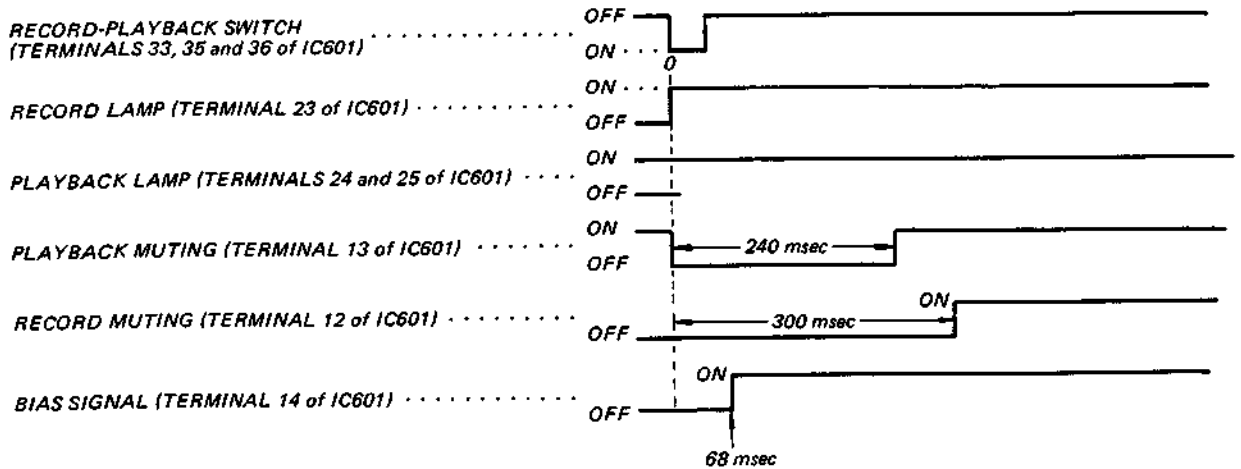 OFF
RECORD-PLAYBACK SWITCH
(TERMINALS 33, 35 and 36 of IC601)
ON
0
ON
RECORD LAMP (TERMINAL 23 of IC601)
OFF
ON
PLAYBACK LAMP (TERMINALS 24 and 25 of IC601)
OFF
ON
PLAYBACK MUTING (TERMINAL 13 of IC601)
240 msec
OFF
ON
RECORD MUTING (TERMINAL 12 of IC601)
300 msec
OFF
ON
BIAS SIGNAL (TERMINAL 14 of IC601)
OFF
68 msec